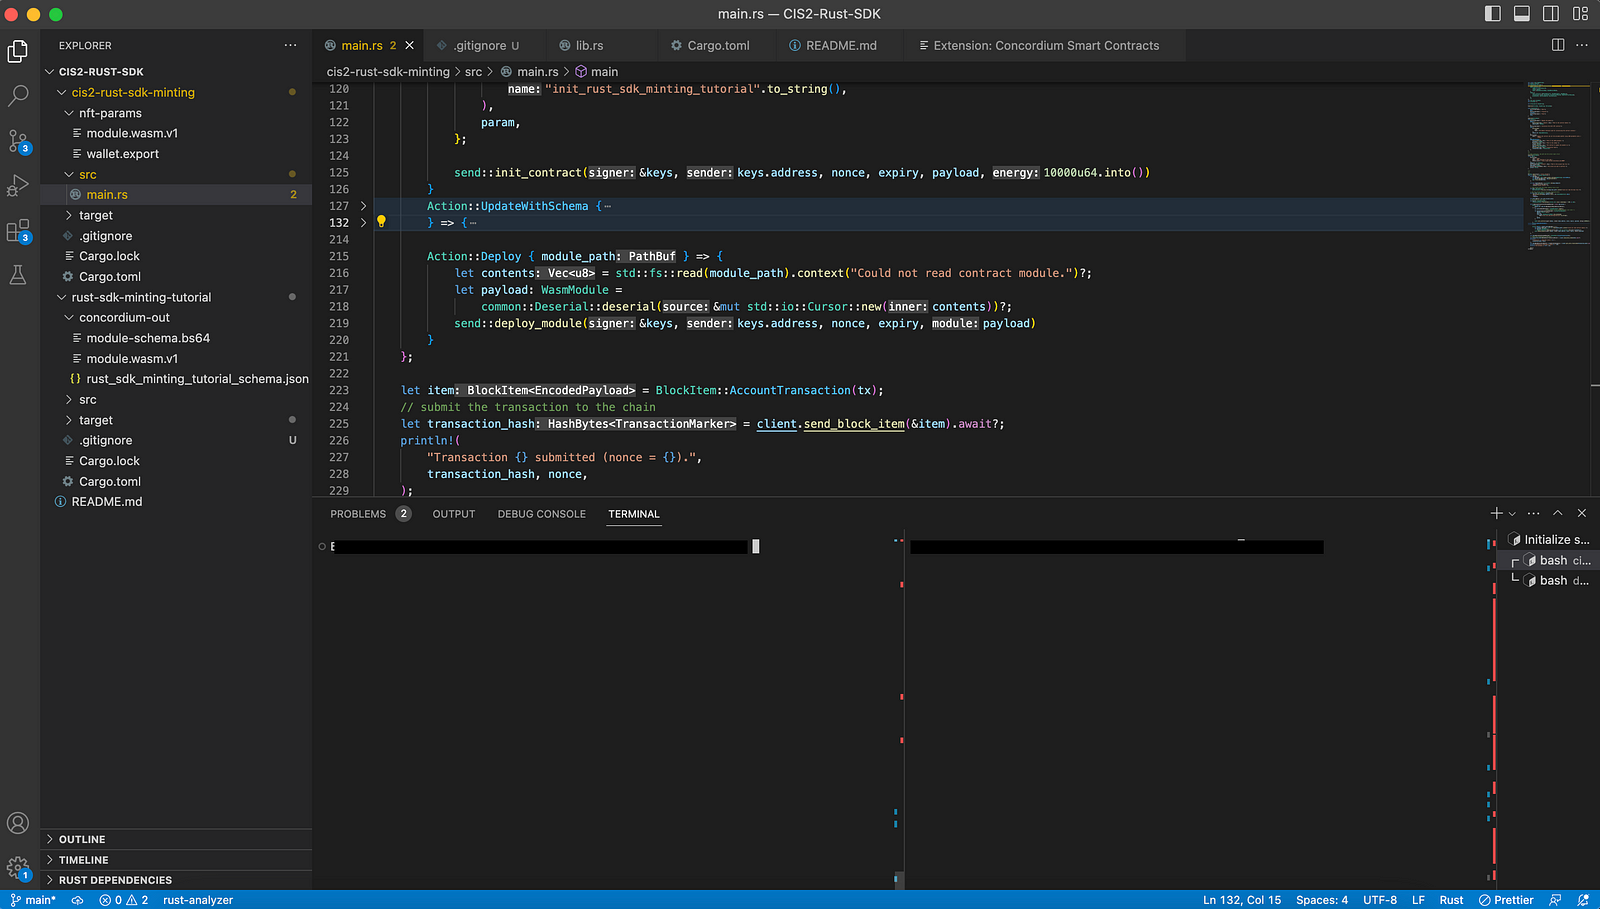 main.rs — CIS2-Rust-SDK
EXPLORER
CIS2-RUST-SDK
cis2-rust-sdk-minting
nft-params
module.wasm.v1
wallet.export
src
main.rs 2
target
.gitignore
Cargo.lock
Cargo.toml
rust-sdk-minting-tutorial
concordium-out
module-schema.bs64
module.wasm.v1
{} rust_sdk_minting_tutorial_schema.json
src
target
.gitignore U
Cargo.lock
Cargo.toml
README.md
OUTLINE
TIMELINE
RUST DEPENDENCIES
3
3
1
main.rs 2 .gitignore U lib.rs Cargo.toml README.md Extension: Concordium Smart Contracts
cis2-rust-sdk-minting > src > main.rs > main
120 name: "init_rust_sdk_minting_tutorial".to_string(),
121 ),
122 param,
123 };
124
125 send::init_contract(signer: &keys, sender: keys.address, nonce, expiry, payload, energy: 10000u64.into())
126 }
127 Action::UpdateWithSchema {⋯
132 } => {⋯
214
215 Action::Deploy { module_path: PathBuf } => {
216 let contents: Vec<u8> = std::fs::read(module_path).context("Could not read contract module.")?;
217 let payload: WasmModule =
218 common::Deserial::deserial(source: &mut std::io::Cursor::new(inner: contents))?;
219 send::deploy_module(signer: &keys, sender: keys.address, nonce, expiry, module: payload)
220 }
221 };
222
223 let item: BlockItem<EncodedPayload> = BlockItem::AccountTransaction(tx);
224 // submit the transaction to the chain
225 let transaction_hash: HashBytes<TransactionMarker> = client.send_block_item(&item).await?;
226 println!(
227 "Transaction {} submitted (nonce = {}).",
228 transaction_hash, nonce,
229 );
PROBLEMS 2 OUTPUT DEBUG CONSOLE TERMINAL
Initialize s...
bash ci...
bash d...
main* 0 2 rust-analyzer Ln 132, Col 15 Spaces: 4 UTF-8 LF Rust Prettier